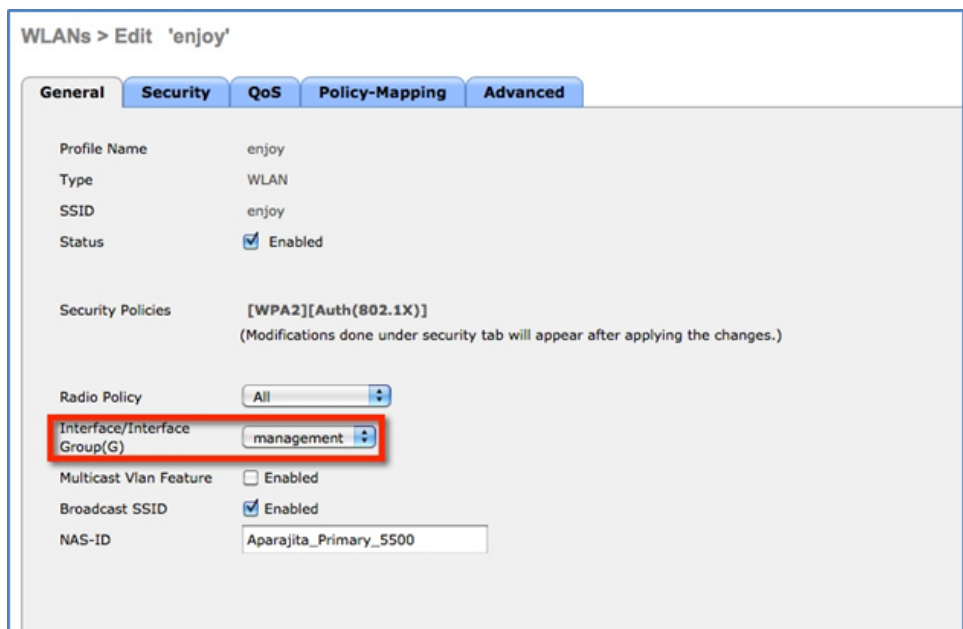 WLANs > Edit 'enjoy'
General Security QoS Policy-Mapping Advanced
Profile Name enjoy
Type WLAN
SSID enjoy
Status Enabled
Security Policies [WPA2][Auth(802.1X)]
(Modifications done under security tab will appear after applying the changes.)
Radio Policy All
Interface/Interface
Group(G) management
Multicast Vlan Feature Enabled
Broadcast SSID Enabled
NAS-ID Aparajita_Primary_5500